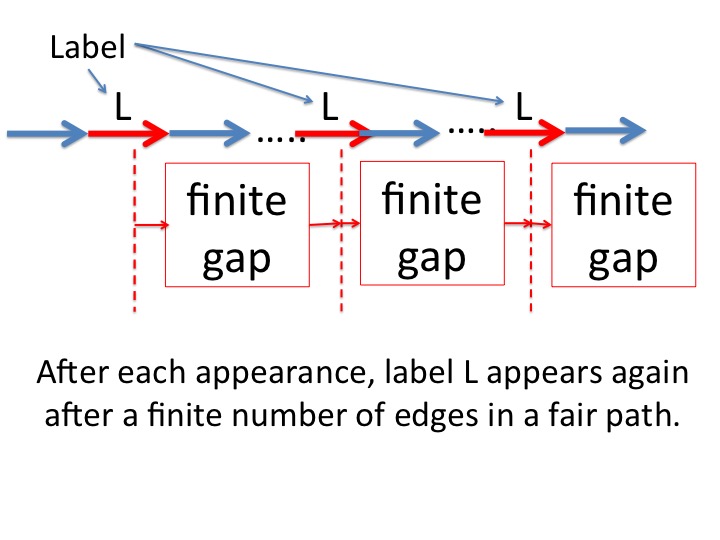 Label
L L L
..... .....
finite finite finite
gap gap gap
After each appearance, label L appears again
after a finite number of edges in a fair path.